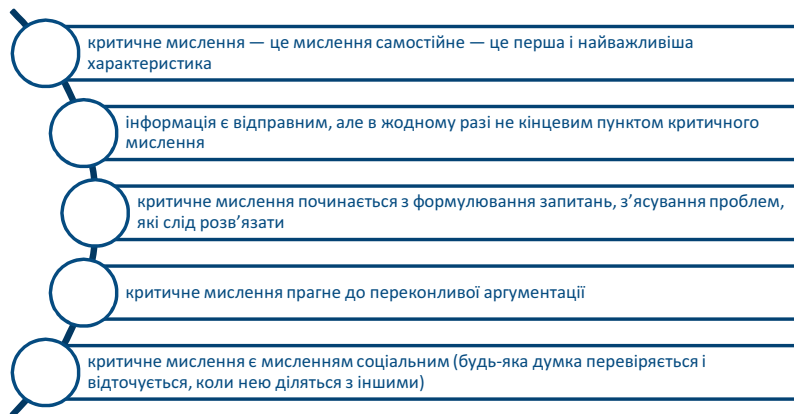 критичне мислення — це мислення самостійне — це перша і найважливіша
характеристика
інформація є відправним, але в жодному разі не кінцевим пунктом критичного
мислення
критичне мислення починається з формулювання запитань, з’ясування проблем,
які слід розв’язати
критичне мислення прагне до переконливої аргументації
критичне мислення є мисленням соціальним (будь-яка думка перевіряється і
відточується, коли нею діляться з іншими)